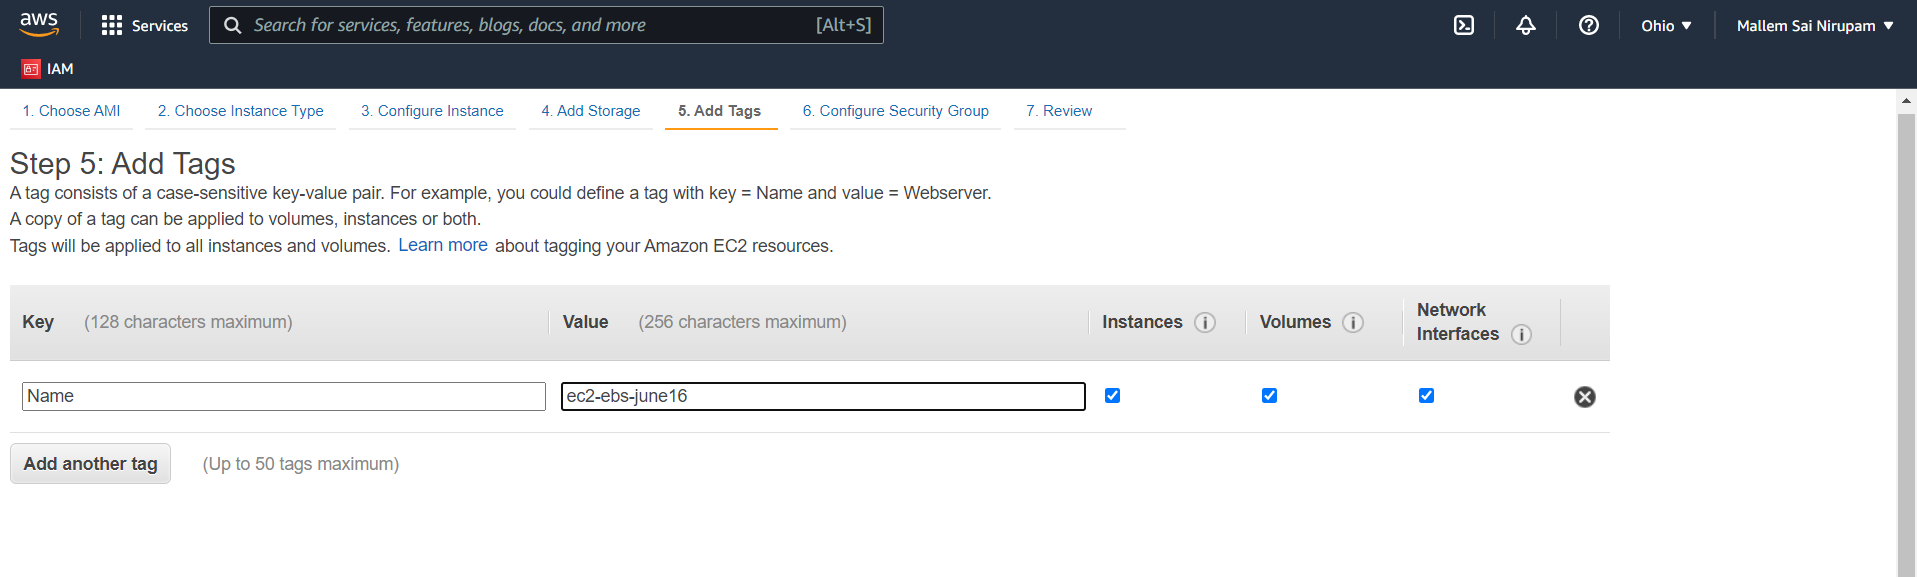 aws Services Search for services, features, blogs, docs, and more [Alt+S] Ohio ▼ Mallem Sai Nirupam ▼
IAM
1. Choose AMI 2. Choose Instance Type 3. Configure Instance 4. Add Storage 5. Add Tags 6. Configure Security Group 7. Review
Step 5: Add Tags
A tag consists of a case-sensitive key-value pair. For example, you could define a tag with key = Name and value = Webserver.
A copy of a tag can be applied to volumes, instances or both.
Tags will be applied to all instances and volumes. Learn more about tagging your Amazon EC2 resources.
Key (128 characters maximum) Value (256 characters maximum) Instances i Volumes i Network
Interfaces i
Name ec2-ebs-june16
Add another tag (Up to 50 tags maximum)